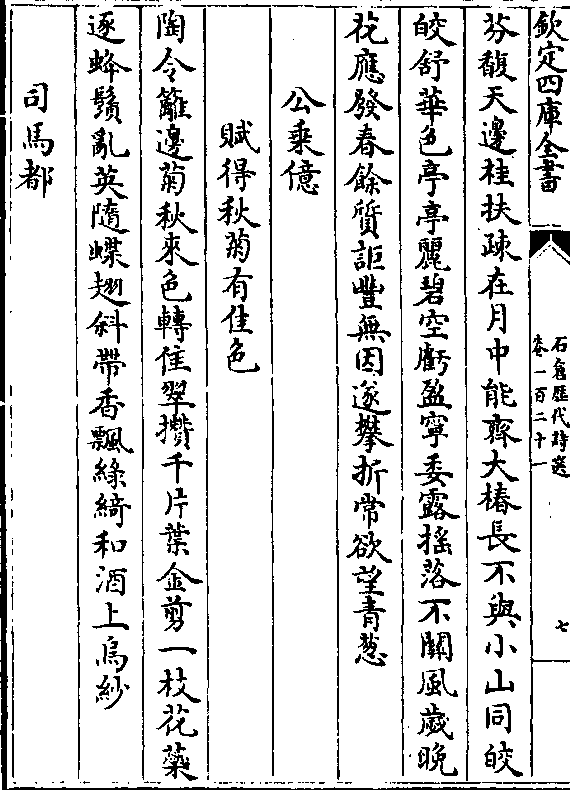 欽定四庫全書
石倉歷代詩選
卷一百二十一
七
芬馥天邊桂扶疎在月中能齊大椿長不與小山同皎
皎舒華色亭亭麗碧空虧盈寧委露搖落不關風歲晚
花應發春餘質詎豐無因遂攀折常欲望青葱
公乘億
賦得秋菊有佳色
陶令籬邊菊秋來色轉佳翠攢千片葉金剪一枝花蘂
逐蜂鬚亂英隨蝶翅斜帶香飄綠綺和酒上烏紗
司馬都